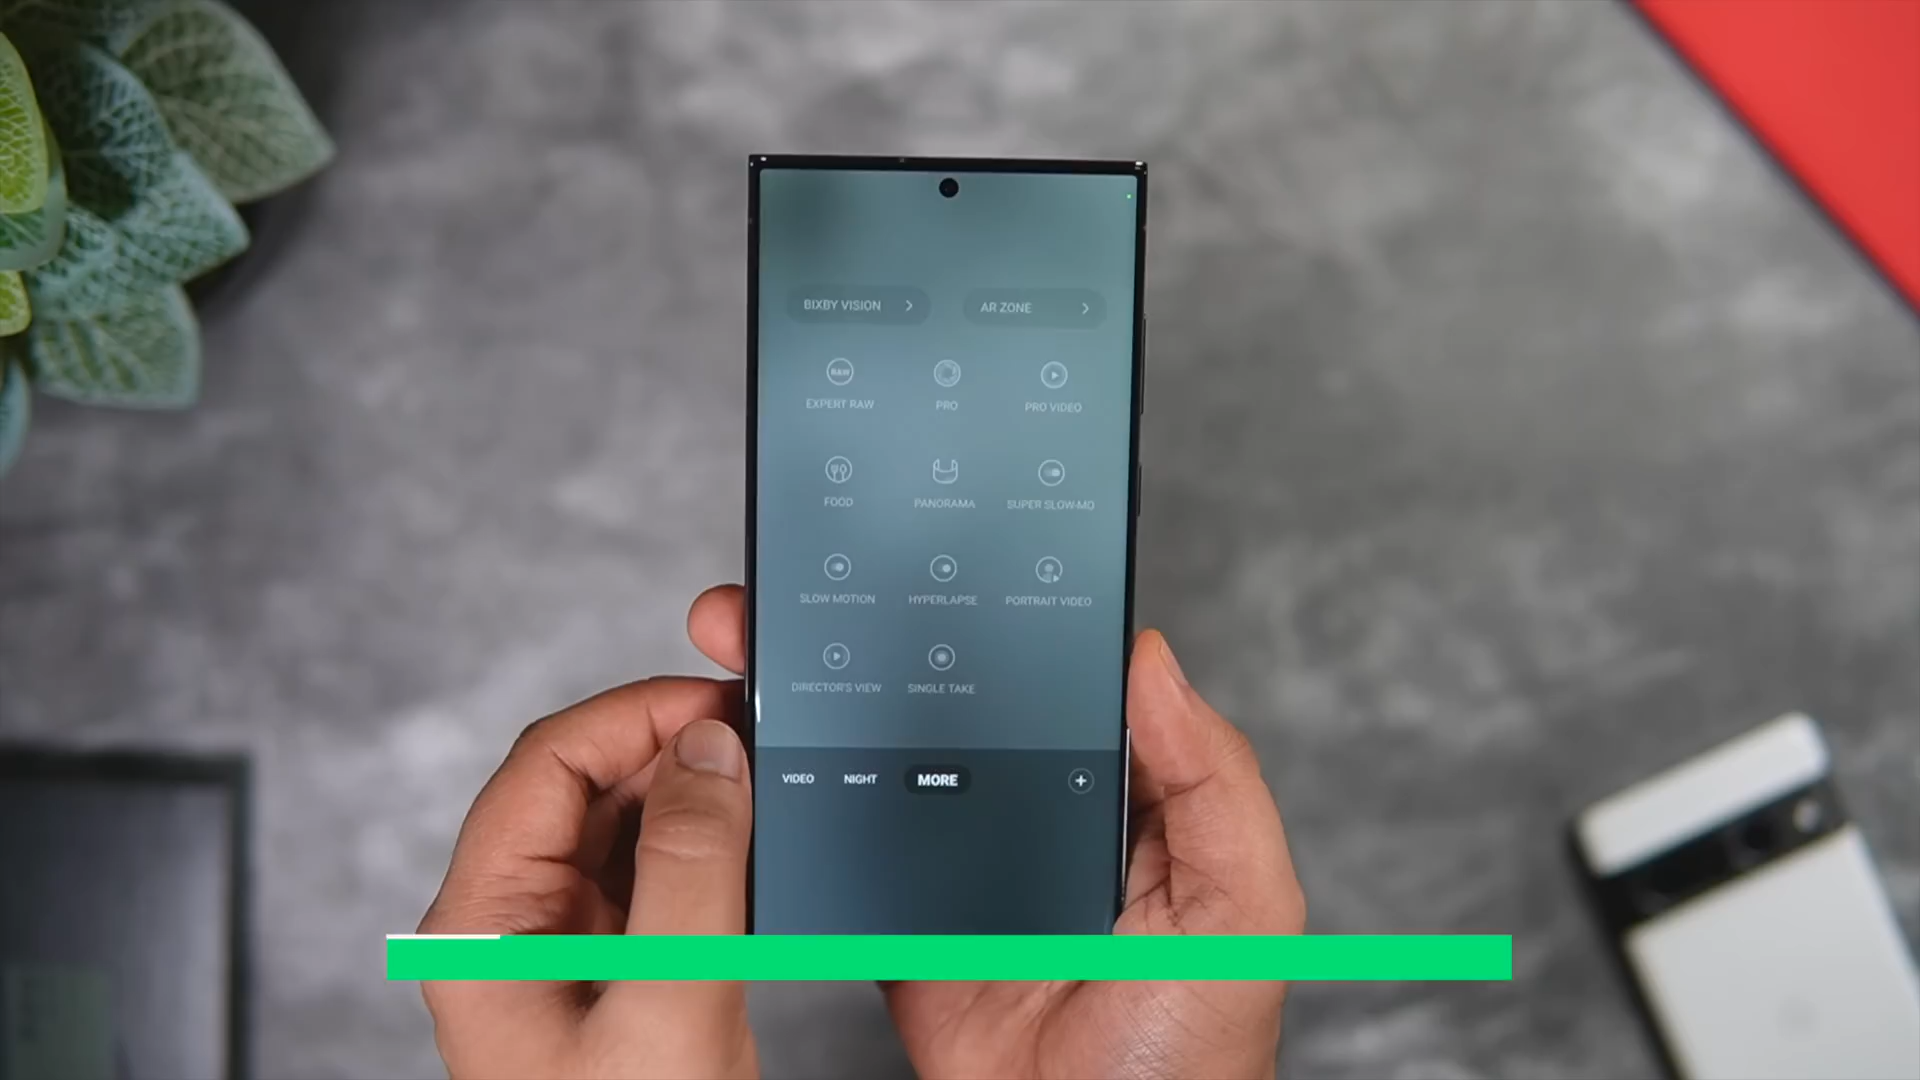 BIXBY VISION
AR ZONE
RAW
EXPERT RAW
PRO
PRO VIDEO
FOOD
PANORAMA
SUPER SLOW-MO
SLOW MOTION
HYPERLAPSE
PORTRAIT VIDEO
DIRECTOR'S VIEW
SINGLE TAKE
VIDEO
NIGHT
MORE